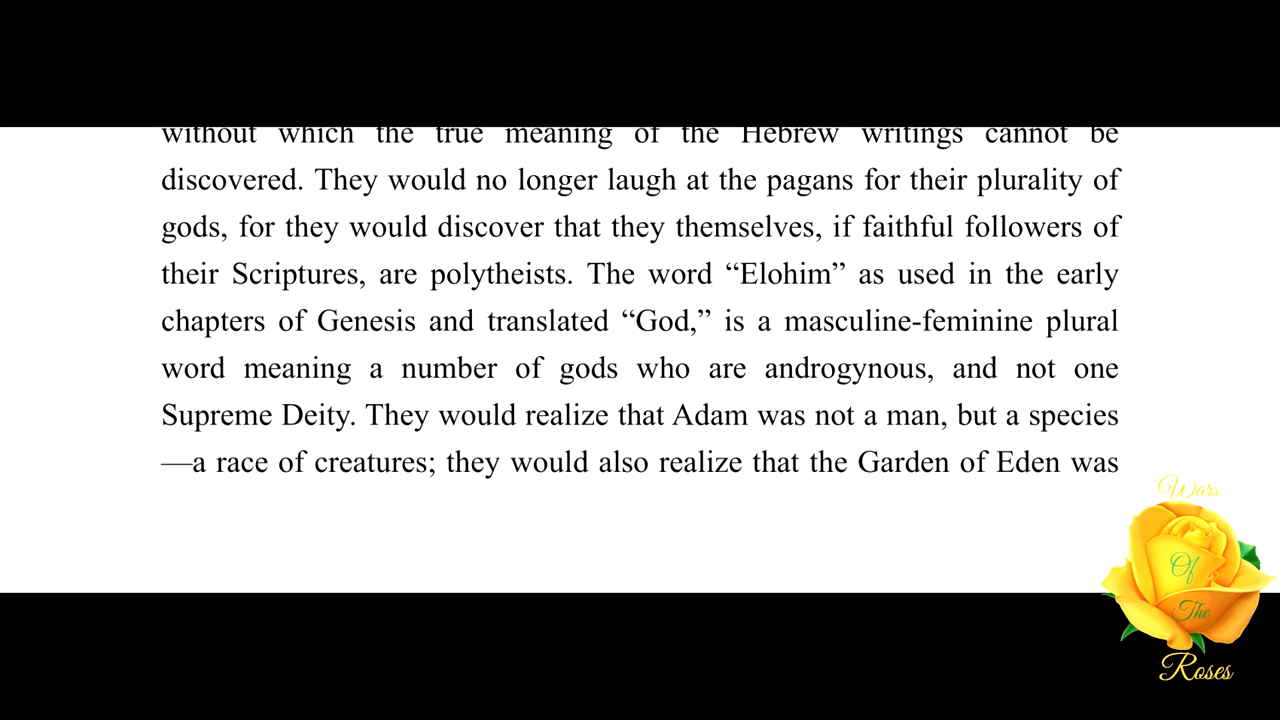 without which the true meaning of the Hebrew writings cannot be
discovered. They would no longer laugh at the pagans for their plurality of
gods, for they would discover that they themselves, if faithful followers of
their Scriptures, are polytheists. The word “Elohim” as used in the early
chapters of Genesis and translated “God,” is a masculine-feminine plural
word meaning a number of gods who are androgynous, and not one
Supreme Deity. They would realize that Adam was not a man, but a species
—a race of creatures; they would also realize that the Garden of Eden was
Wars
Of
The
Roses